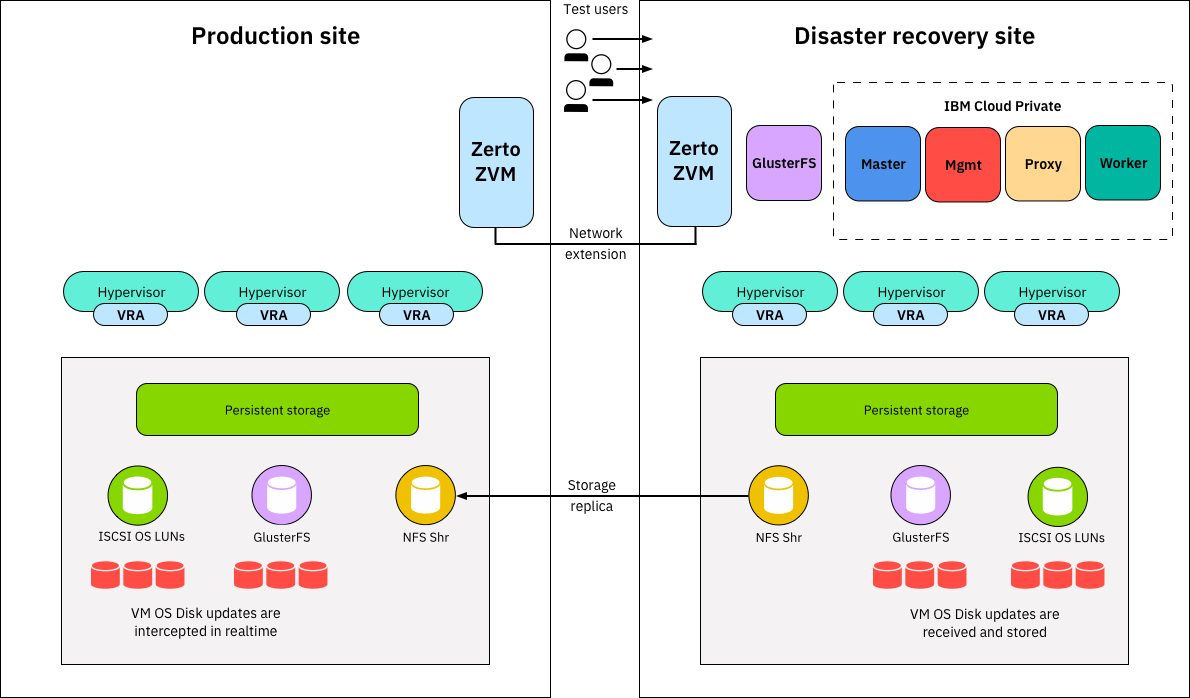 Test users
Production site
Disaster recovery site
IBM Cloud Private
Zerto
ZVM
Zerto
ZVM
GlusterFS
Master
Mgmt
Proxy
Worker
Network
extension
Hypervisor
VRA
Hypervisor
VRA
Hypervisor
VRA
Hypervisor
VRA
Hypervisor
VRA
Hypervisor
VRA
Persistent storage
Persistent storage
Storage
replica
ISCSI OS LUNs
GlusterFS
NFS Shr
NFS Shr
GlusterFS
ISCSI OS LUNs
VM OS Disk updates are
intercepted in realtime
VM OS Disk updates are
received and stored